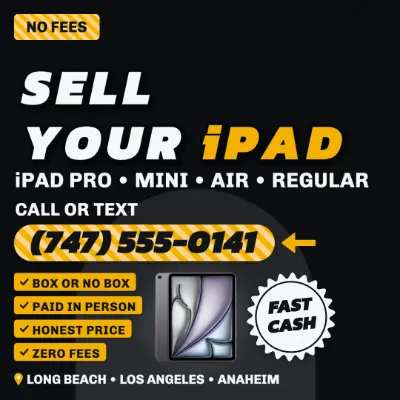 NO FEES
SELL
YOUR iPAD
iPAD PRO • MINI • AIR • REGULAR
CALL OR TEXT
(747) 555-0141
BOX OR NO BOX
PAID IN PERSON
HONEST PRICE
ZERO FEES
FAST
CASH
LONG BEACH • LOS ANGELES • ANAHEIM